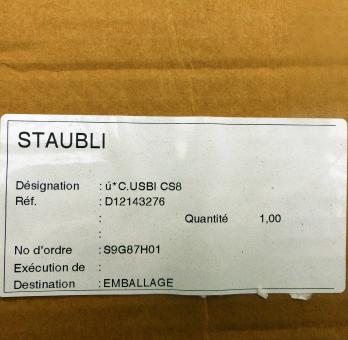 STAUBLI
Désignation : ú*C.USBI CS8
Réf. : D12143276
: Quantité 1,00
:
No d'ordre : S9G87H01
Exécution de :
Destination : EMBALLAGE